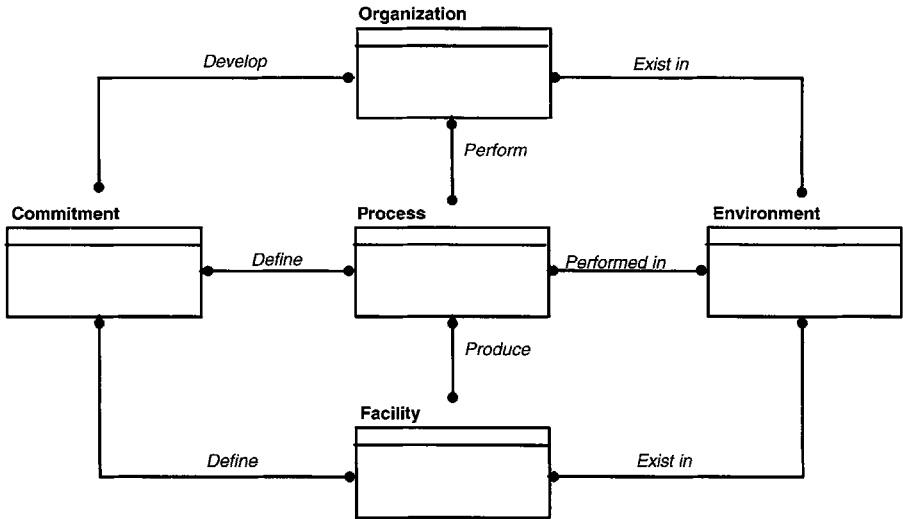 Organization
Develop
Exist in
Perform
Commitment
Process
Environment
Define
Performed in
Produce
Facility
Define
Exist in